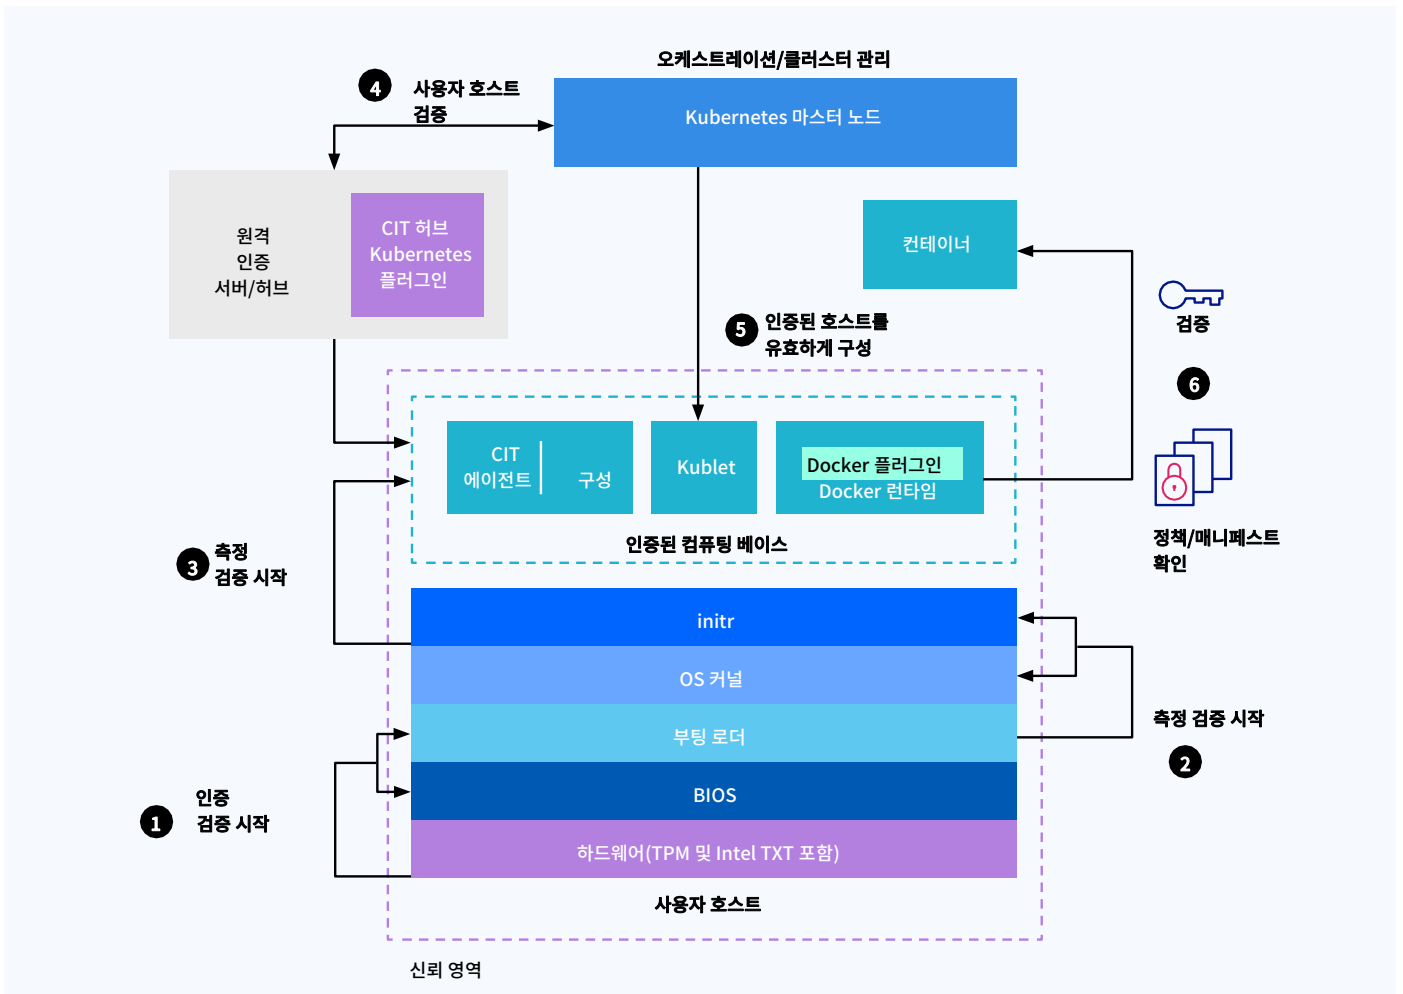 오케스트레이션/클러스터 관리
4
사용자 호스트
검증
Kubernetes 마스터 노드
원격
인증
서버/허브
CIT 허브
Kubernetes
플러그인
컨테이너
5
인증된 호스트를
유효하게 구성
검증
6
CIT
에이전트
구성
Kublet
Docker 플러그인
Docker 런타임
인증된 컴퓨팅 베이스
정책/매니페스트
확인
3
측정
검증 시작
initr
OS 커널
부팅 로더
BIOS
하드웨어(TPM 및 Intel TXT 포함)
측정 검증 시작
2
1
인증
검증 시작
사용자 호스트
신뢰 영역